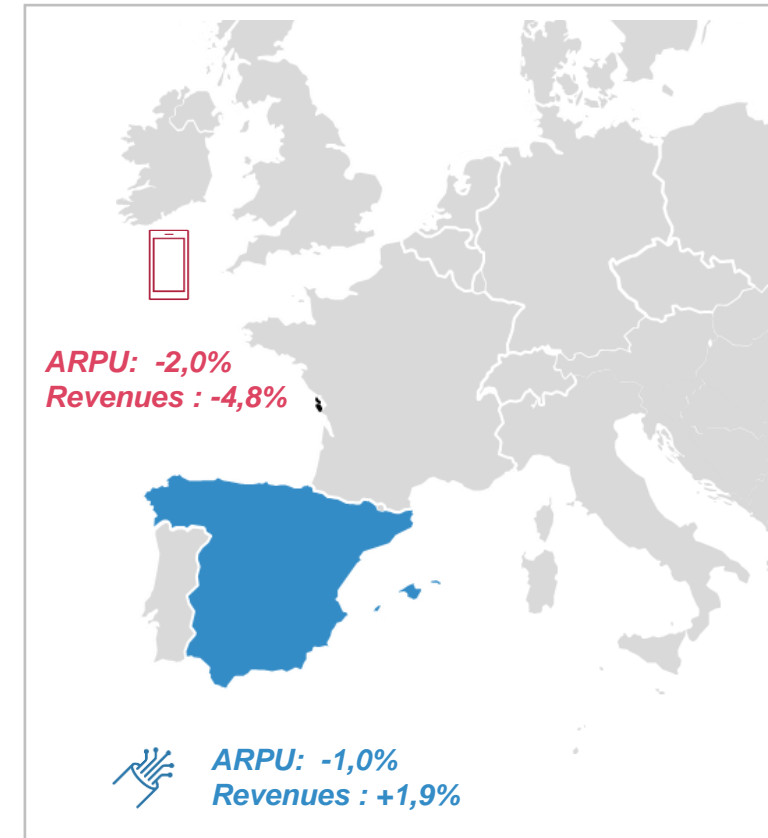 ARPU:  -2,0%
Revenues : -4,8%
ARPU:  -1,0%
Revenues : +1,9%